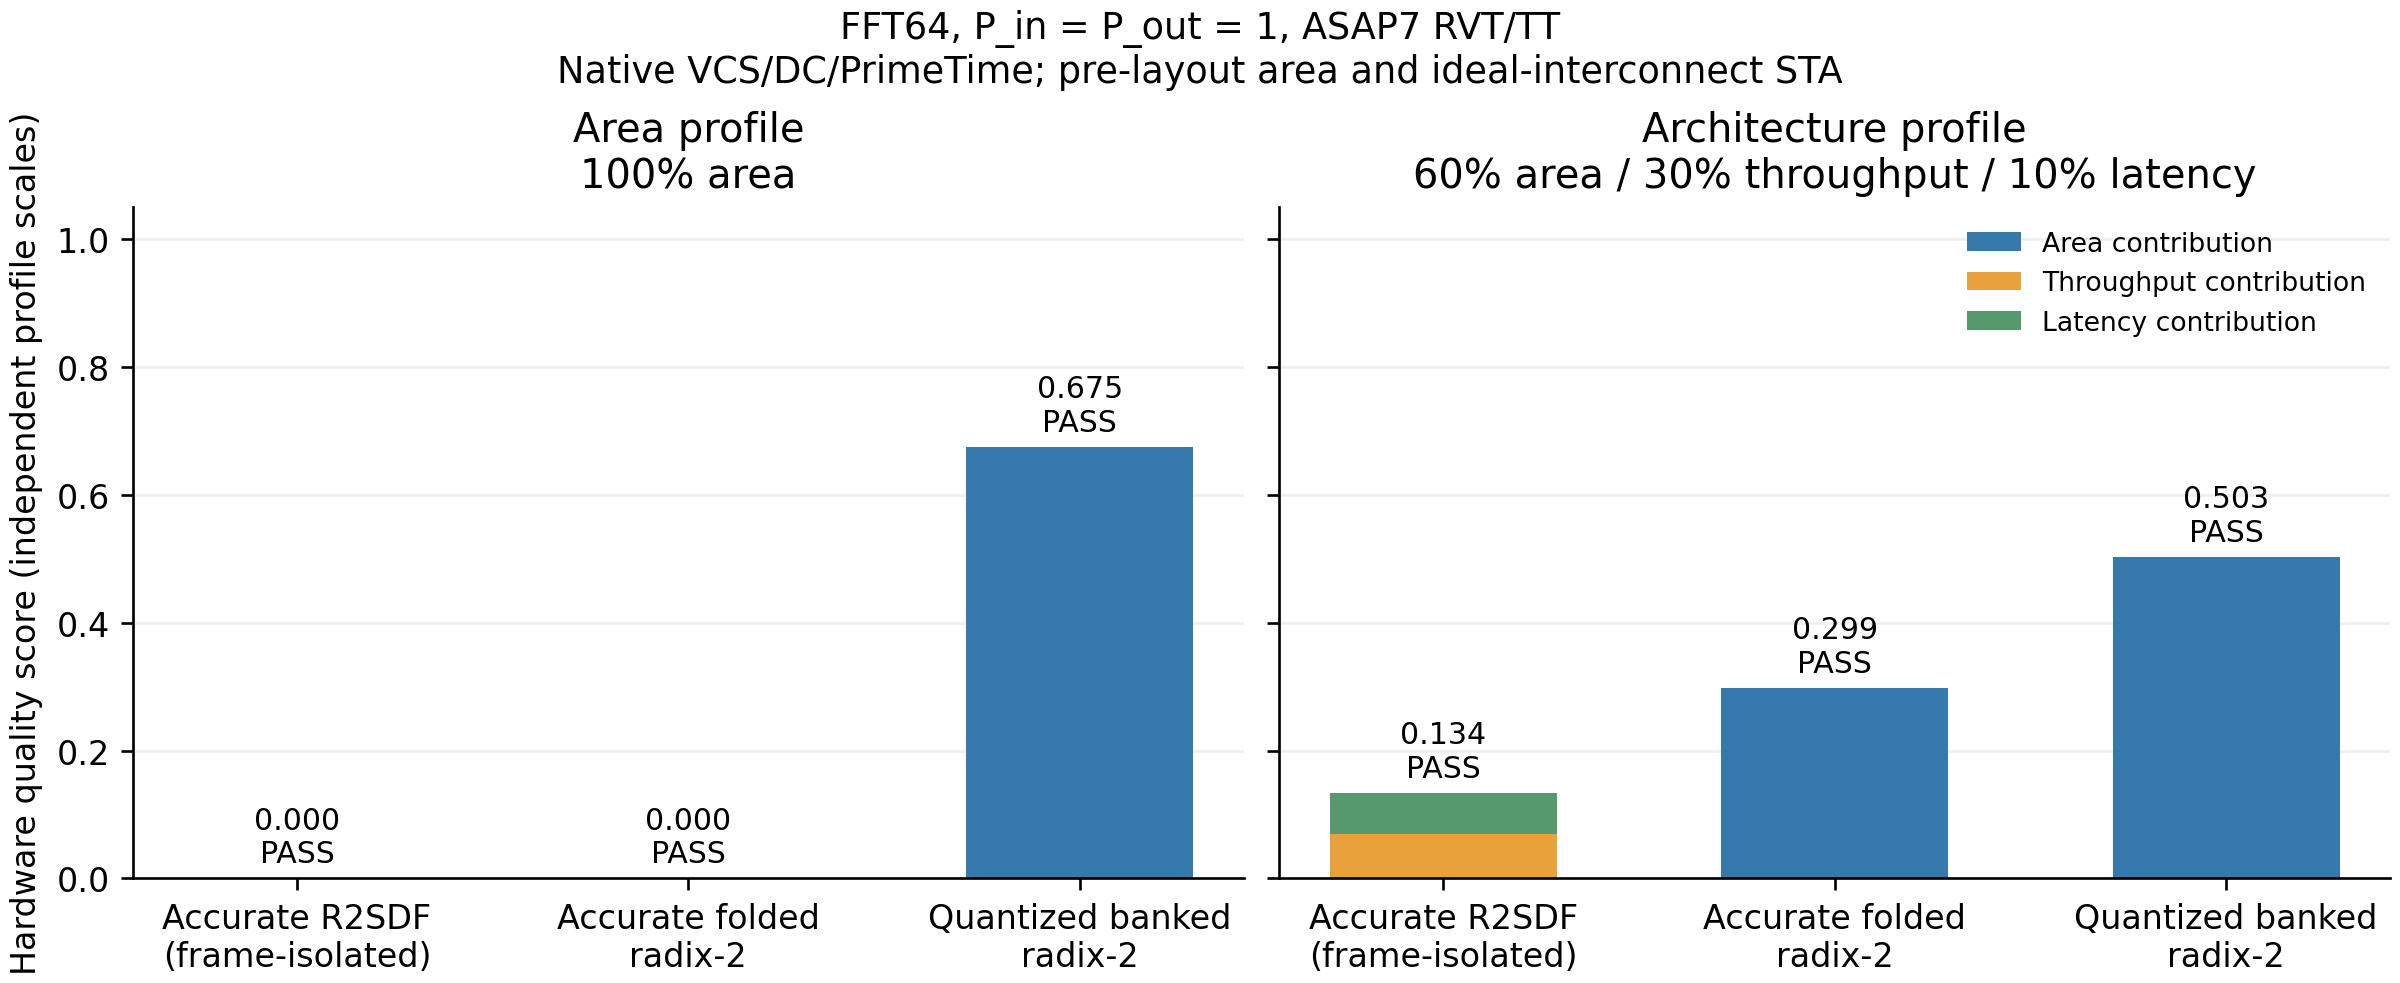 FFT64, P_in = P_out = 1, ASAP7 RVT/TT
Native VCS/DC/PrimeTime; pre-layout area and ideal-interconnect STA
Hardware quality score (independent profile scales)
Area profile
100% area
1.0
0.8
0.6
0.4
0.2
0.0
0.000
PASS
0.000
PASS
0.675
PASS
Accurate R2SDF
(frame-isolated)
Accurate folded
radix-2
Quantized banked
radix-2
Architecture profile
60% area / 30% throughput / 10% latency
Area contribution
Throughput contribution
Latency contribution
0.134
PASS
0.299
PASS
0.503
PASS
Accurate R2SDF
(frame-isolated)
Accurate folded
radix-2
Quantized banked
radix-2